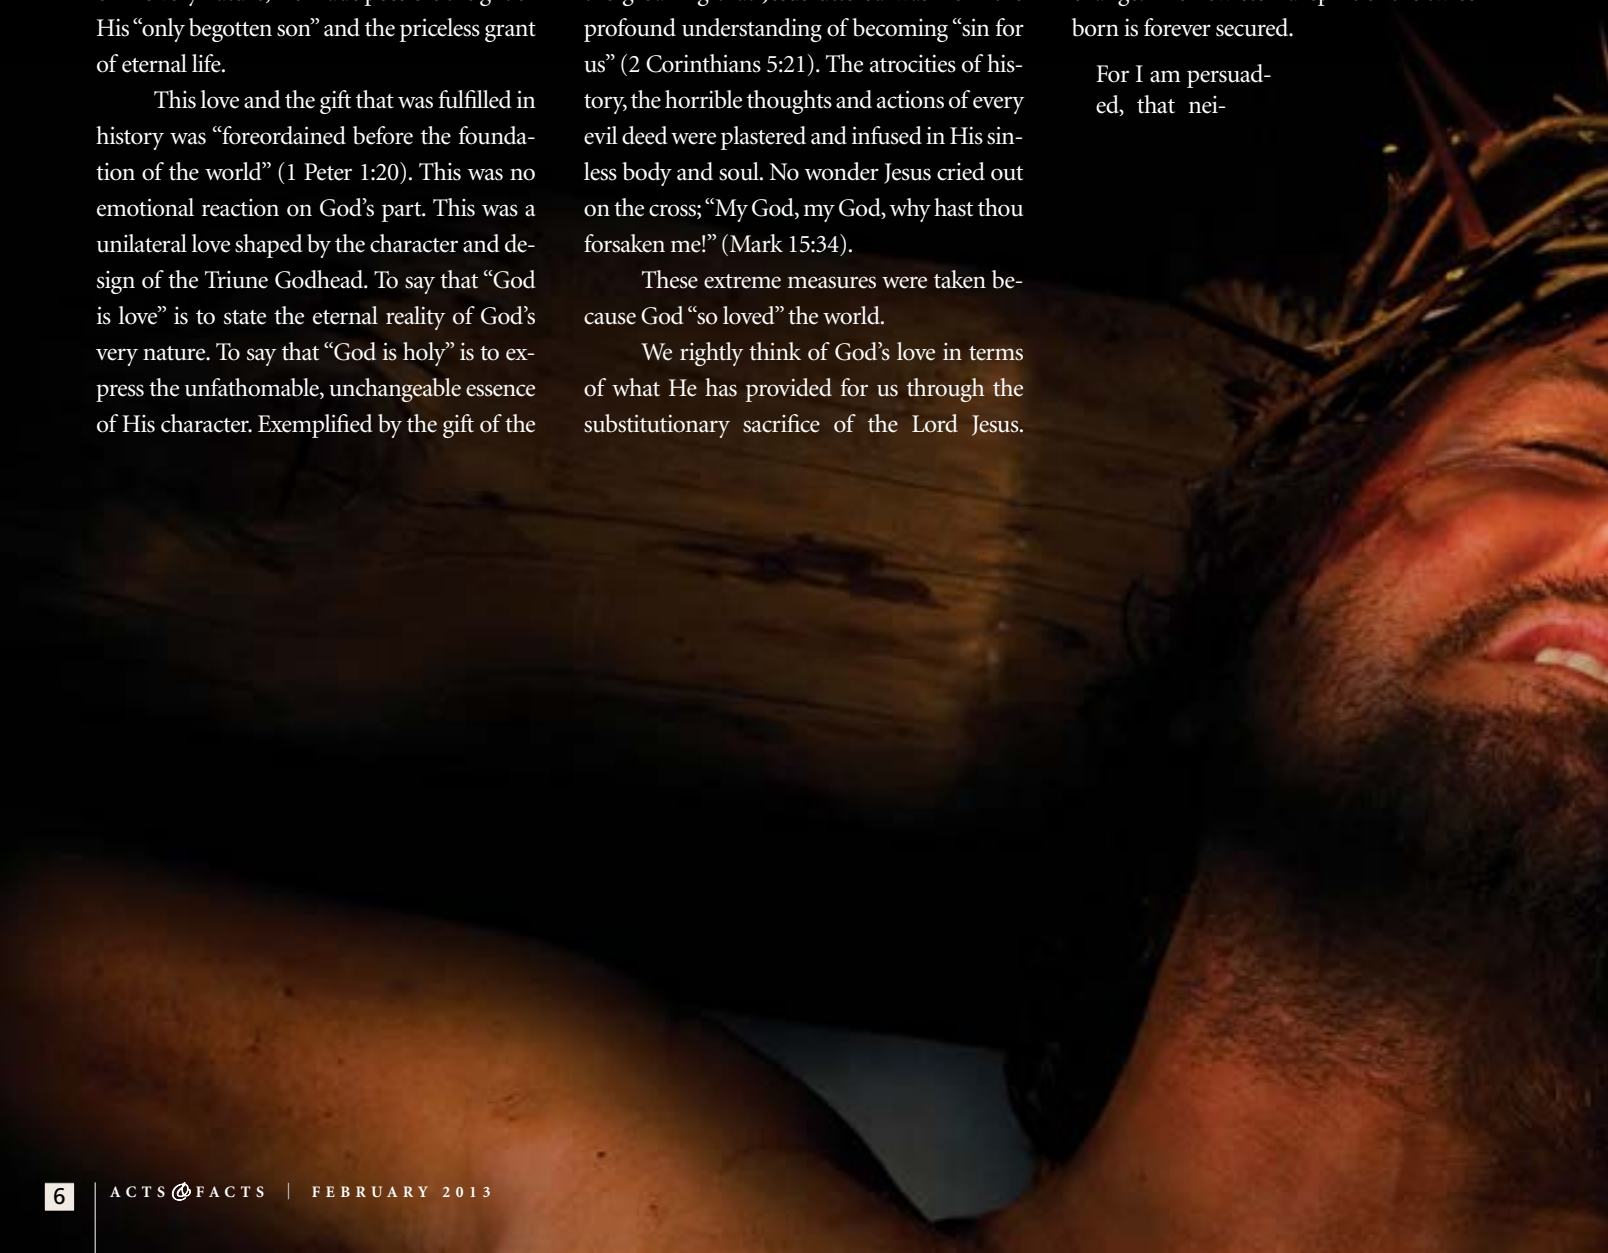 His “only begotten son” and the priceless grant
of eternal life.
This love and the gift that was fulfilled in
history was “foreordained before the founda-
tion of the world” (1 Peter 1:20). This was no
emotional reaction on God’s part. This was a
unilateral love shaped by the character and de-
sign of the Triune Godhead. To say that “God
is love” is to state the eternal reality of God’s
very nature. To say that “God is holy” is to ex-
press the unfathomable, unchangeable essence
of His character. Exemplified by the gift of the
profound understanding of becoming “sin for
us” (2 Corinthians 5:21). The atrocities of his-
tory, the horrible thoughts and actions of every
evil deed were plastered and infused in His sin-
less body and soul. No wonder Jesus cried out
on the cross; “My God, my God, why hast thou
forsaken me!” (Mark 15:34).
These extreme measures were taken be-
cause God “so loved” the world.
We rightly think of God’s love in terms
of what He has provided for us through the
substitutionary sacrifice of the Lord Jesus.
born is forever secured.
For I am persuad-
ed, that nei-
6
ACTS&FACTS | FEBRUARY 2013